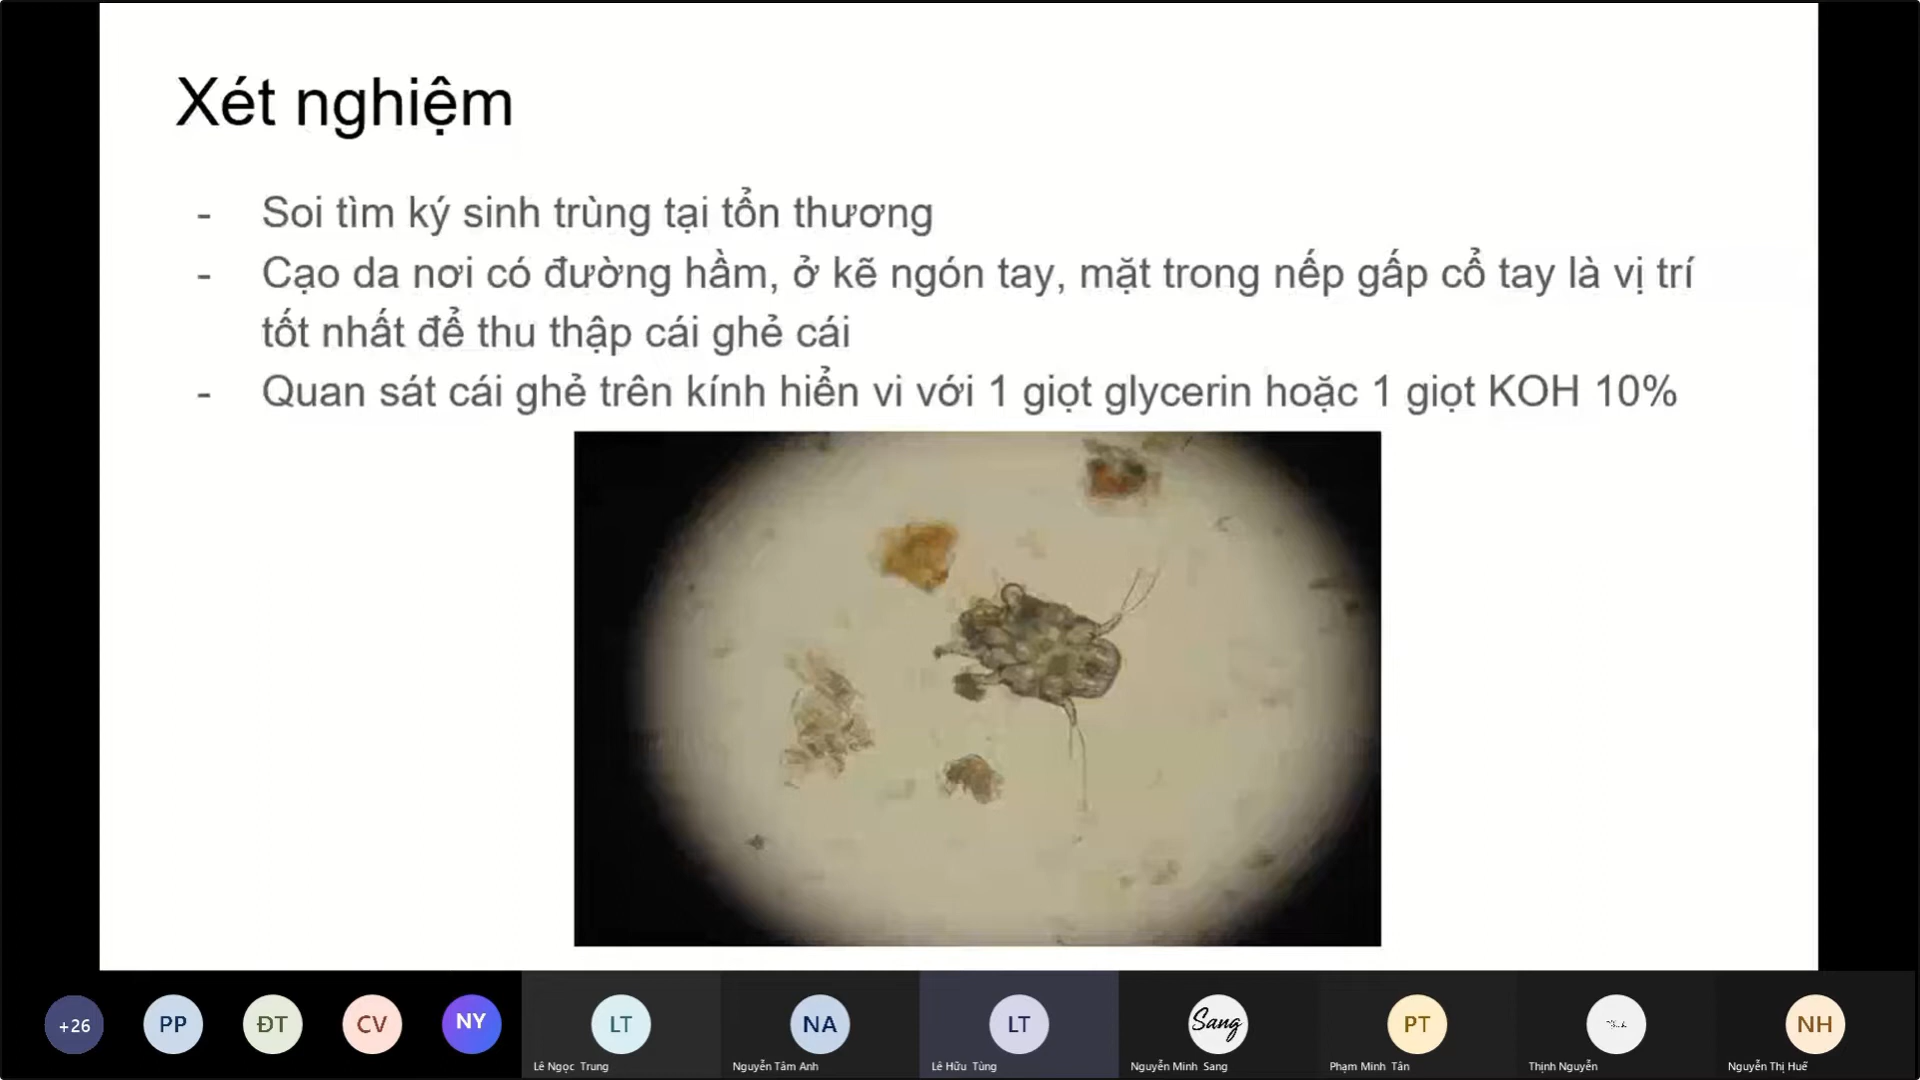 Xét nghiệm
- Soi tìm ký sinh trùng tại tổn thương
- Cạo da nơi có đường hầm, ở kẽ ngón tay, mặt trong nếp gấp cổ tay là vị trí
tốt nhất để thu thập cái ghẻ cái
- Quan sát cái ghẻ trên kính hiển vi với 1 giọt glycerin hoặc 1 giọt KOH 10%
+26
PP
ĐT
CV
NY
LT
NA
LT
Sang
PT
NH
Lê Ngọc Trung
Nguyễn Tâm Anh
Lê Hữu Tùng
Nguyễn Minh Sang
Phạm Minh Tân
Thịnh Nguyễn
Nguyễn Thị Huế